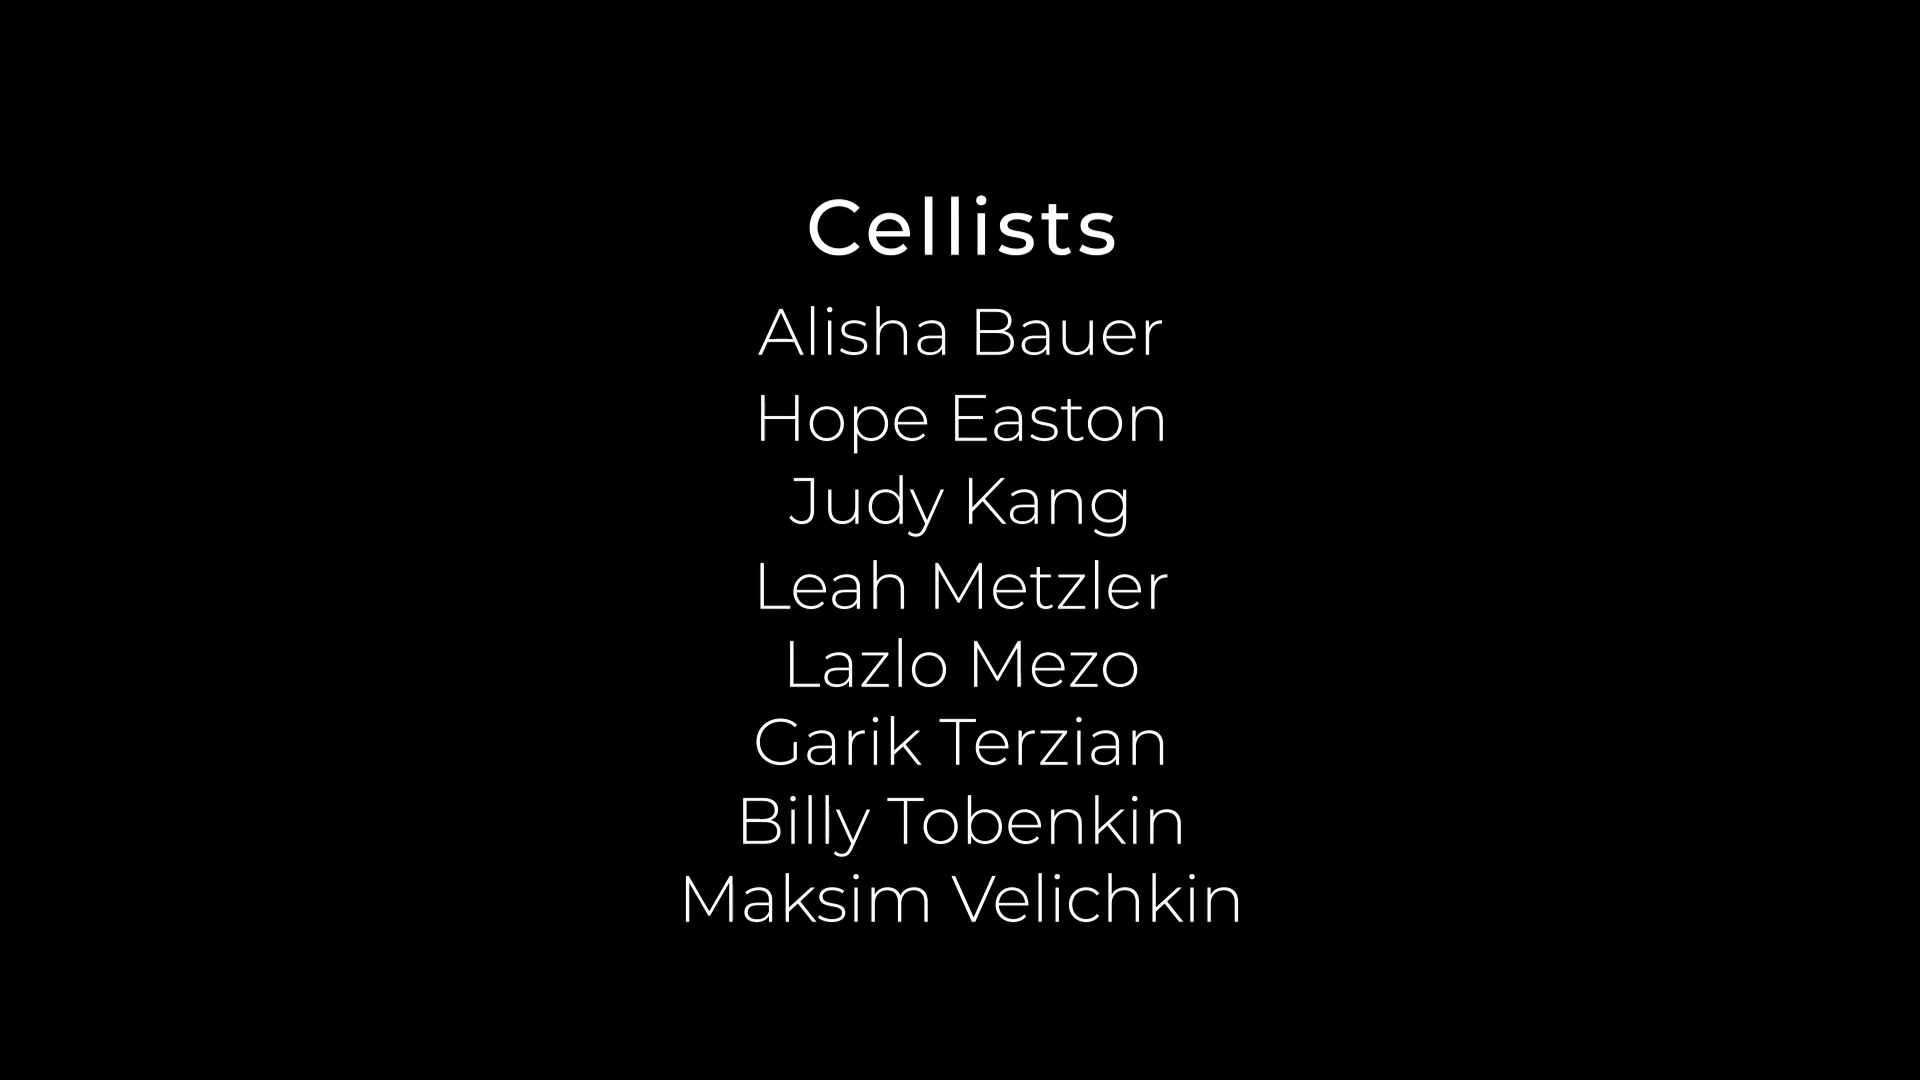 Cellists
Alisha Bauer
Hope Easton
Judy Kang
Leah Metzler
Lazlo Mezo
Garik Terzian
Billy Tobenkin
Maksim Velichkin